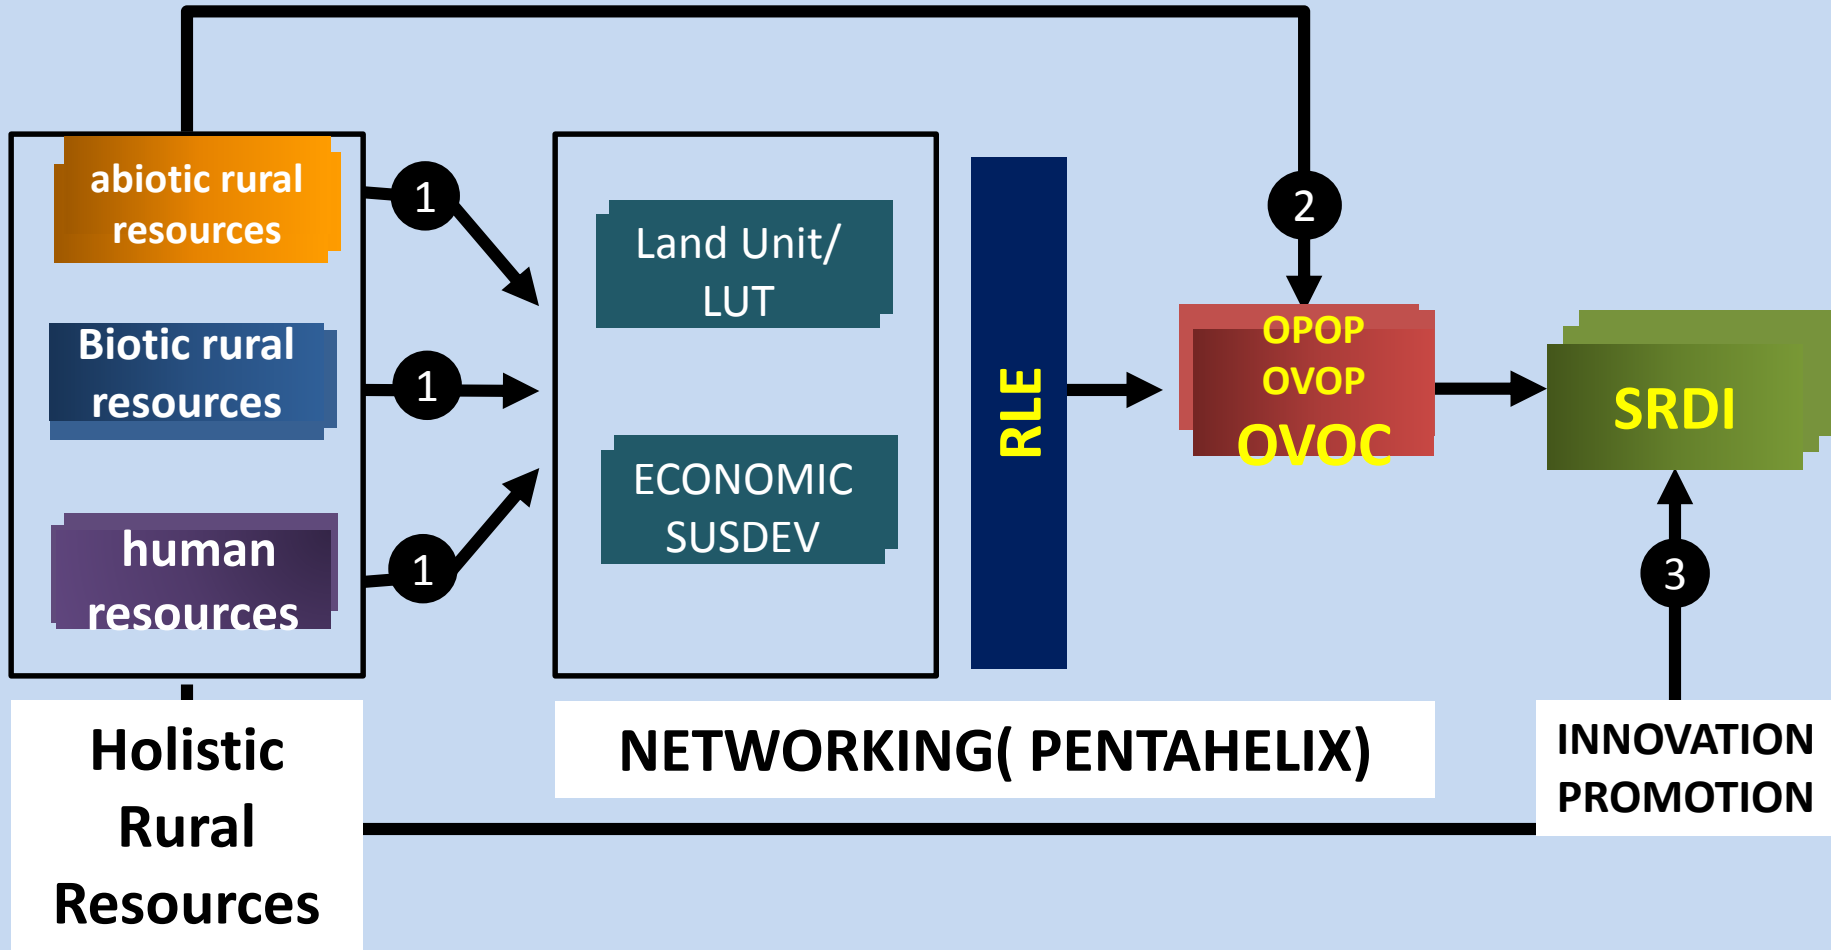 abiotic rural
resources
Biotic rural
resources
human
resources
1
1
1
Land Unit/
LUT
ECONOMIC
SUSDEV
RLE
2
OPOP
OVOP
OVOC
SRDI
3
Holistic
Rural
Resources
NETWORKING( PENTAHELIX)
INNOVATION
PROMOTION